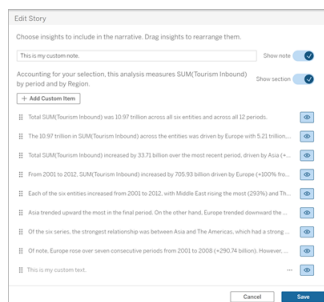 Edit Story
Choose insights to include in the narrative. Drag insights to rearrange them.
This is my custom note.
Show note
Accounting for your selection, this analysis measures SUM(Tourism Inbound)
by period and by Region.
Show section
+ Add Custom Item
Total SUM(Tourism Inbound) was 10.97 trillion across all six entities and across all 12 periods.
The 10.97 trillion in SUM(Tourism Inbound) across the entities was driven by Europe with 5.21 trillion,...
Total SUM(Tourism Inbound) increased by 33.71 billion over the most recent period, driven by Asia (+...
From 2001 to 2012, SUM(Tourism Inbound) increased by 705.93 billion driven by Europe (+100% fro...
Each of the six entities increased from 2001 to 2012, with Middle East rising the most (293%) and Th...
Asia trended upward the most in the final period. On the other hand, Europe trended downward the ...
Of the six series, the strongest relationship was between Asia and The Americas, which had a strong ...
Of note, Europe rose over seven consecutive periods from 2001 to 2008 (+290.74 billion). However, ...
This is my custom text.
...
Cancel
Save